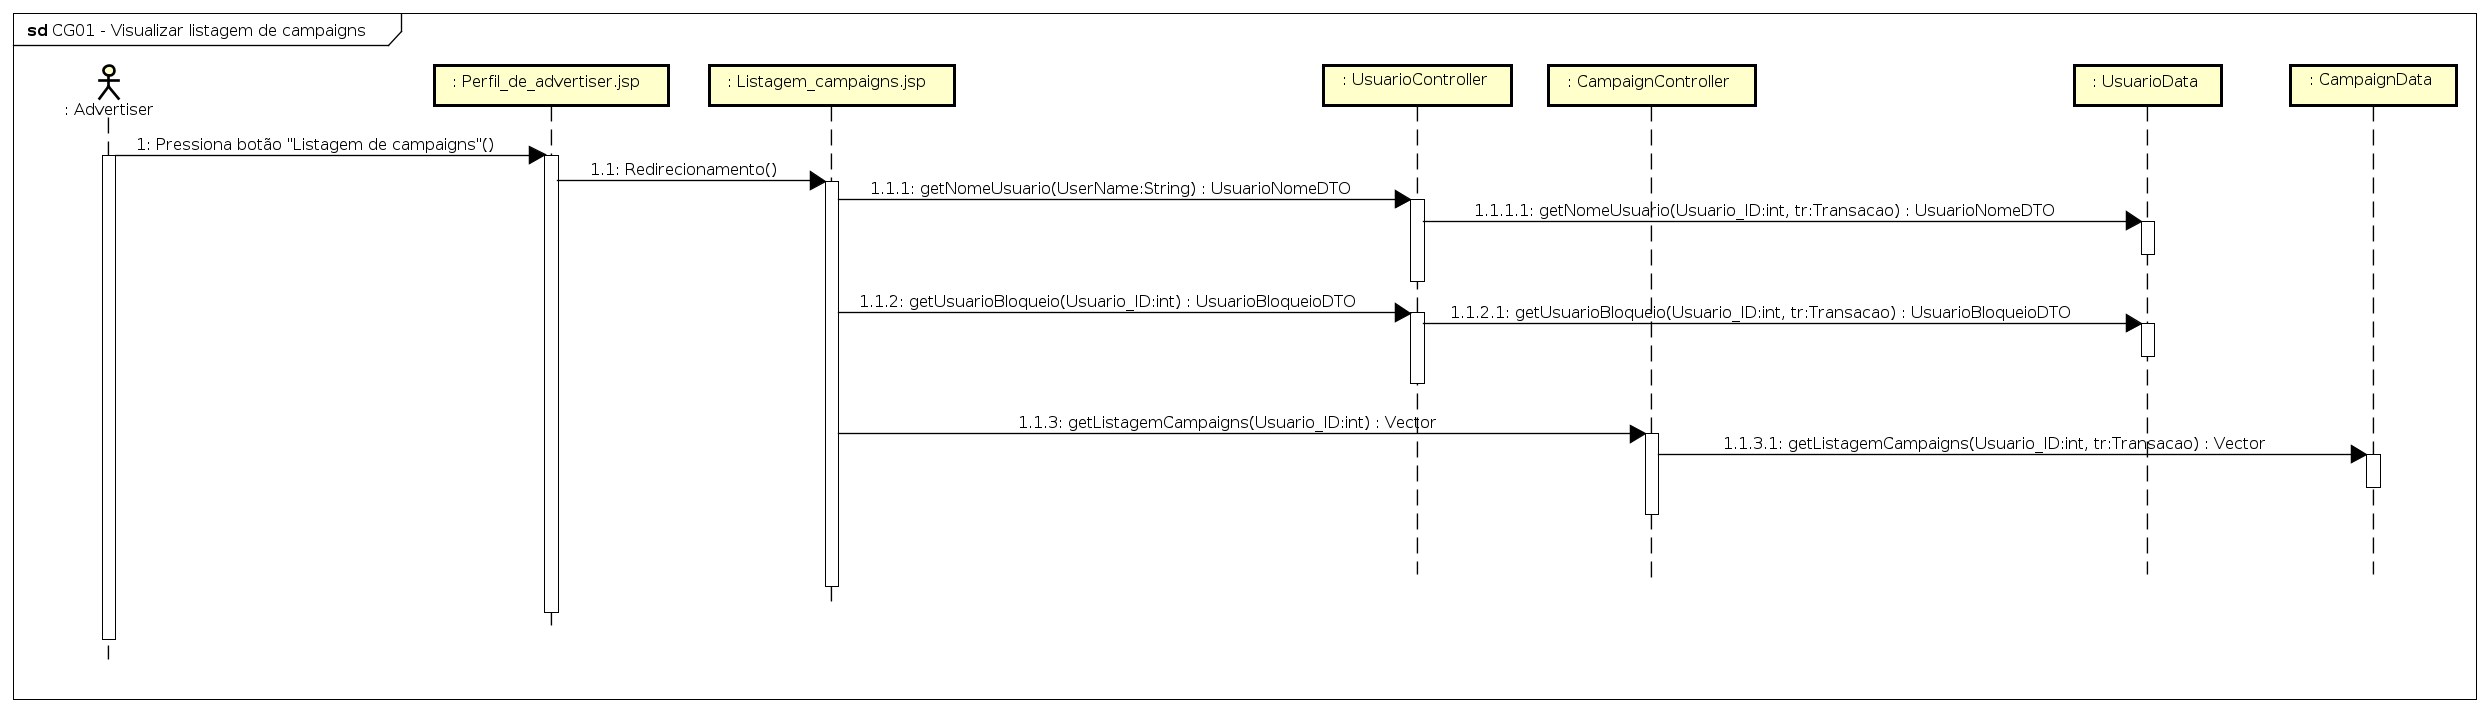 sd CG01 - Visualizar listagem de campaigns
: Advertiser
: Perfil_de_advertiser.jsp
: Listagem_campaigns.jsp
: UsuarioController
: CampaignController
: UsuarioData
: CampaignData
1: Pressiona botão "Listagem de campaigns"()
1.1: Redirecionamento()
1.1.1: getNomeUsuario(UserName:String) : UsuarioNomeDTO
1.1.1.1: getNomeUsuario(Usuario_ID:int, tr:Transacao) : UsuarioNomeDTO
1.1.2: getUsuarioBloqueio(Usuario_ID:int) : UsuarioBloqueioDTO
1.1.2.1: getUsuarioBloqueio(Usuario_ID:int, tr:Transacao) : UsuarioBloqueioDTO
1.1.3: getListagemCampaigns(Usuario_ID:int) : Vector
1.1.3.1: getListagemCampaigns(Usuario_ID:int, tr:Transacao) : Vector